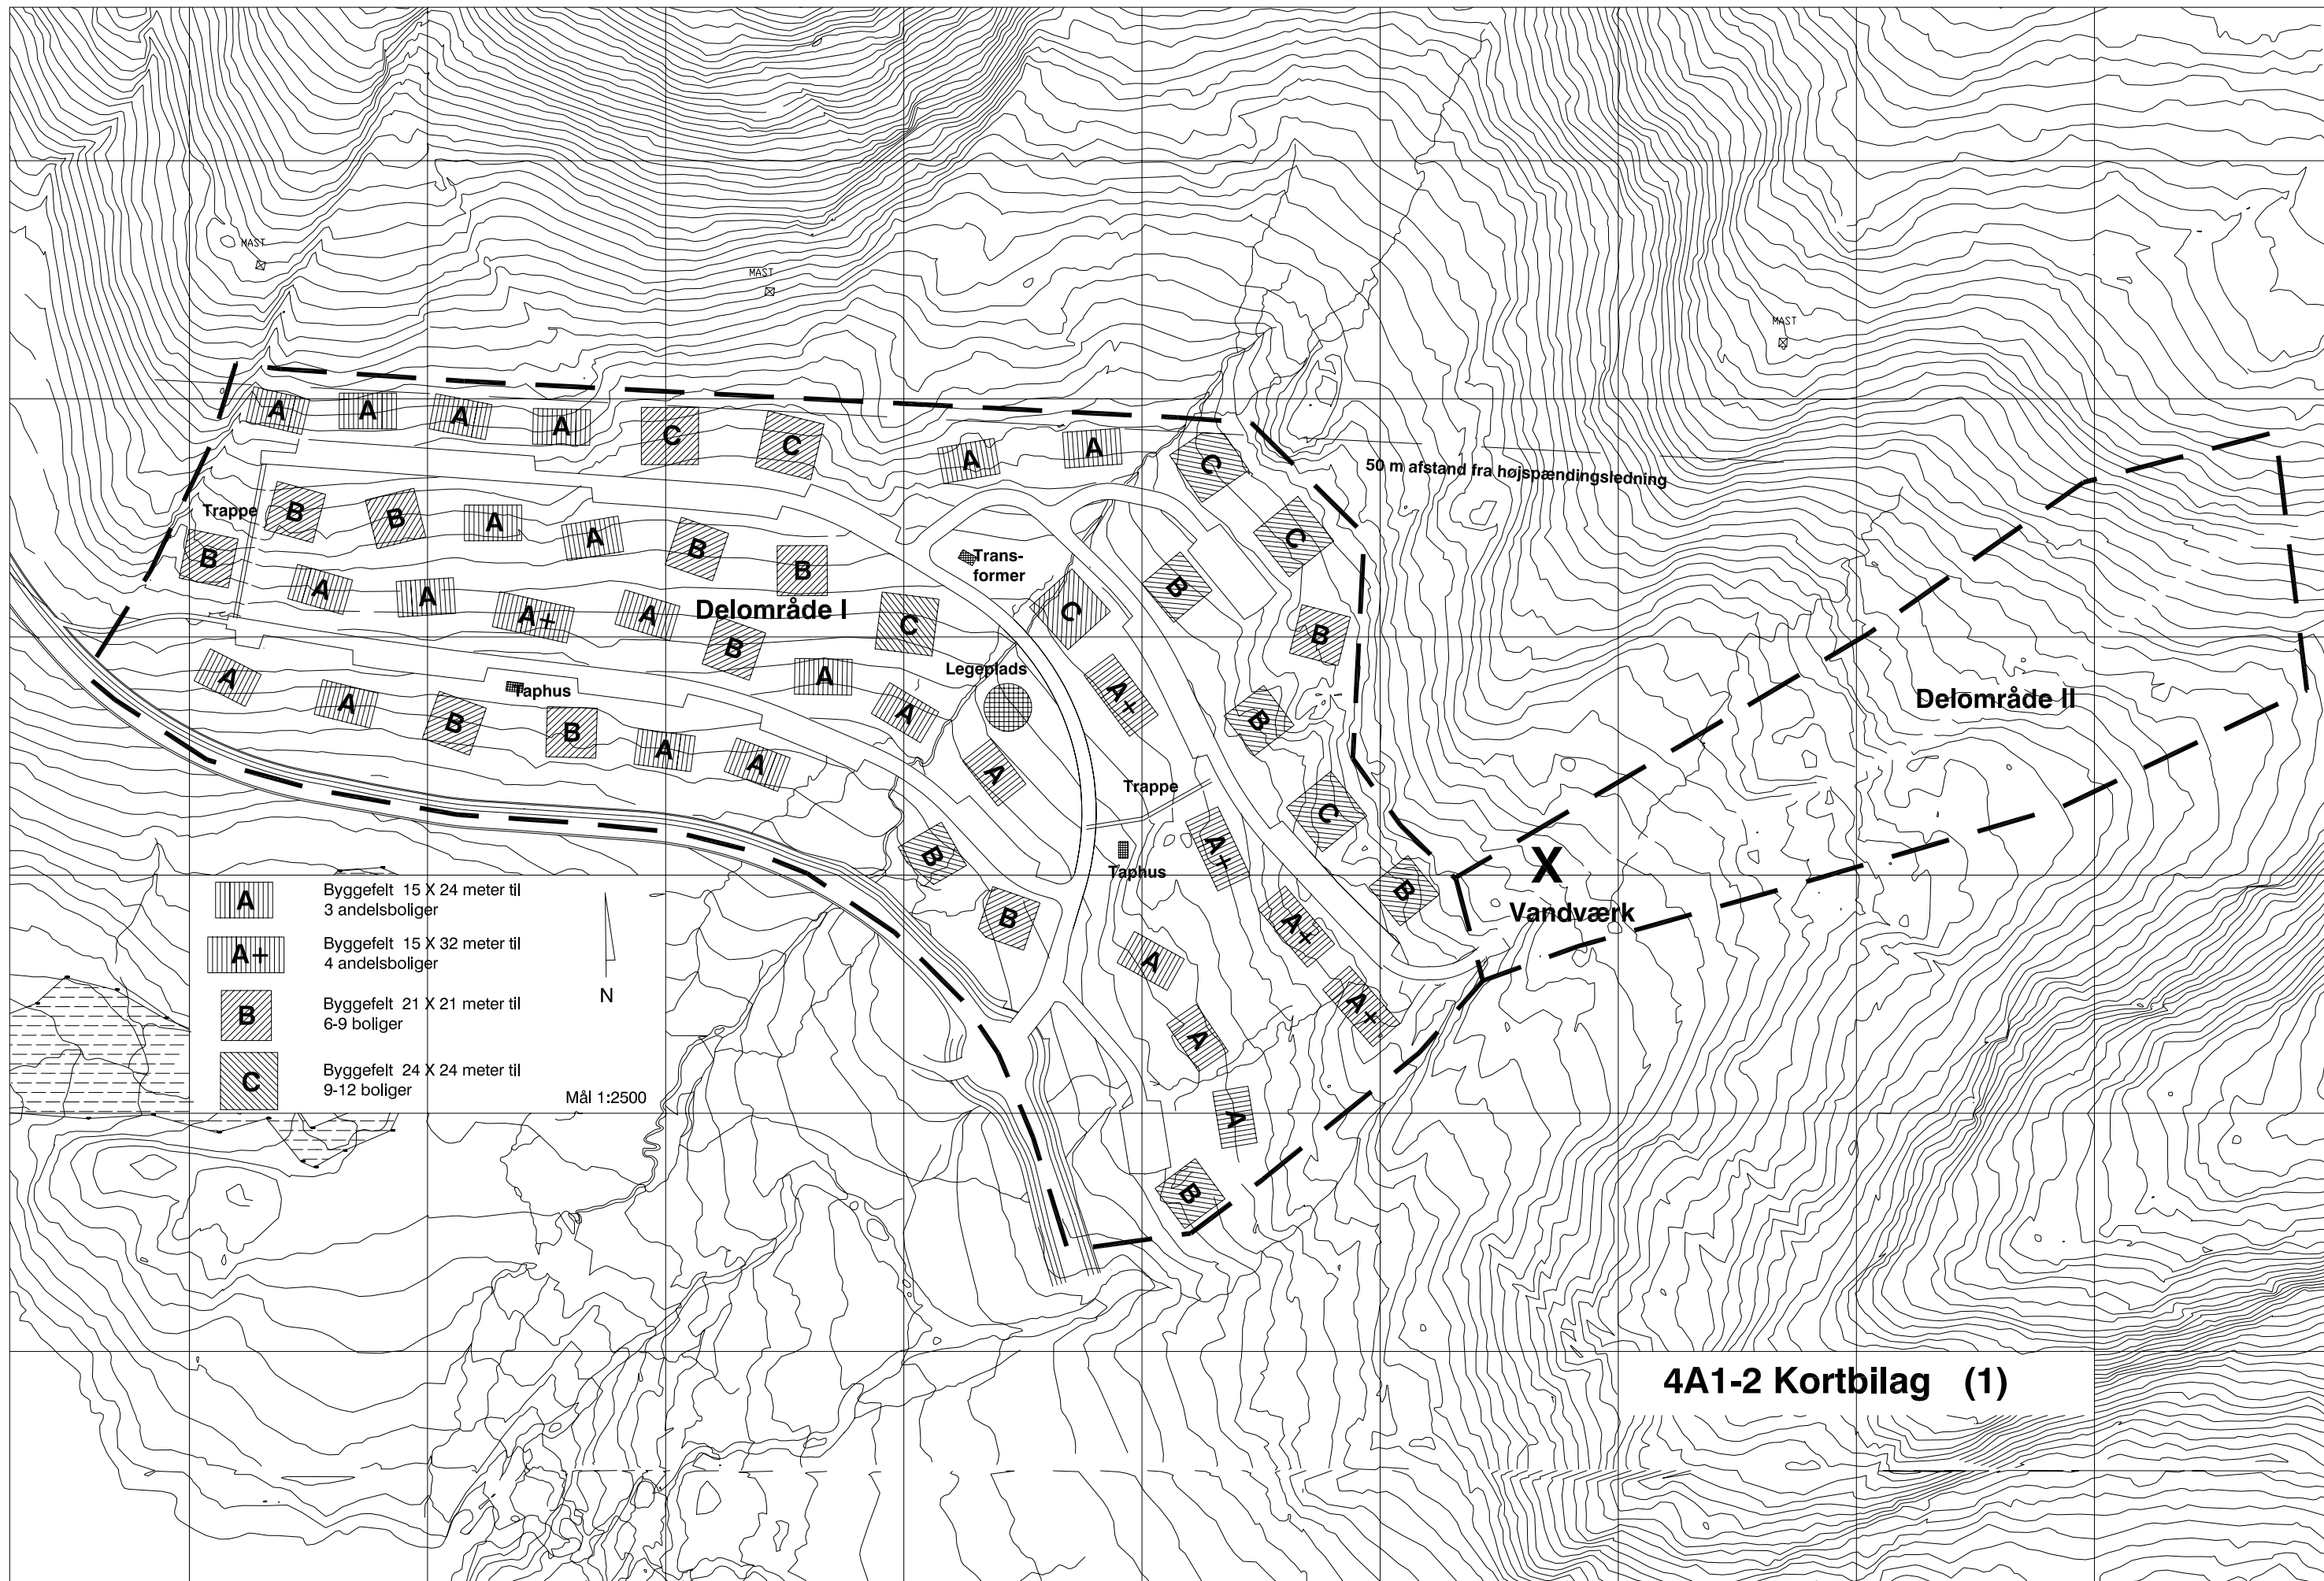 MAST
MAST
MAST
A
A
A
A
C
C
A
A
C
50 m afstand fra højspændingsledning
Trappe
B
B
A
A
B
B
C
B
Trans-
former
B
A
A
A+
A
Delområde I
B
C
C
B
A
A
B
Taphus
B
A
A
A
A
Legeplads
A
A+
B
Delområde II
Trappe
C
B
A+
Taphus
B
X
Vandværk
B
A+
A
A+
A
A
B
A
Byggefelt 15 X 24 meter til
3 andelsboliger
A+
Byggefelt 15 X 32 meter til
4 andelsboliger
B
Byggefelt 21 X 21 meter til
6-9 boliger
C
Byggefelt 24 X 24 meter til
9-12 boliger
N
Mål 1:2500
4A1-2 Kortbilag (1)